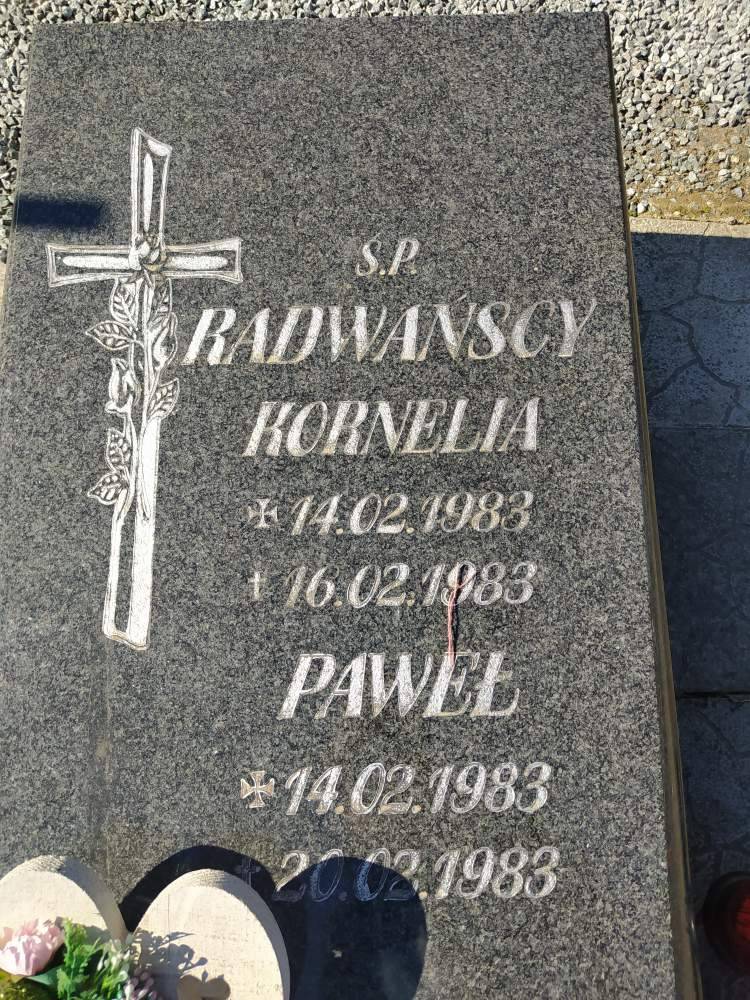 Ś.P.
RADWAŃSCY
KORNELIA
14.02.1983
† 16.02.1983
PAWEŁ
14.02.1983
† 20.02.1983